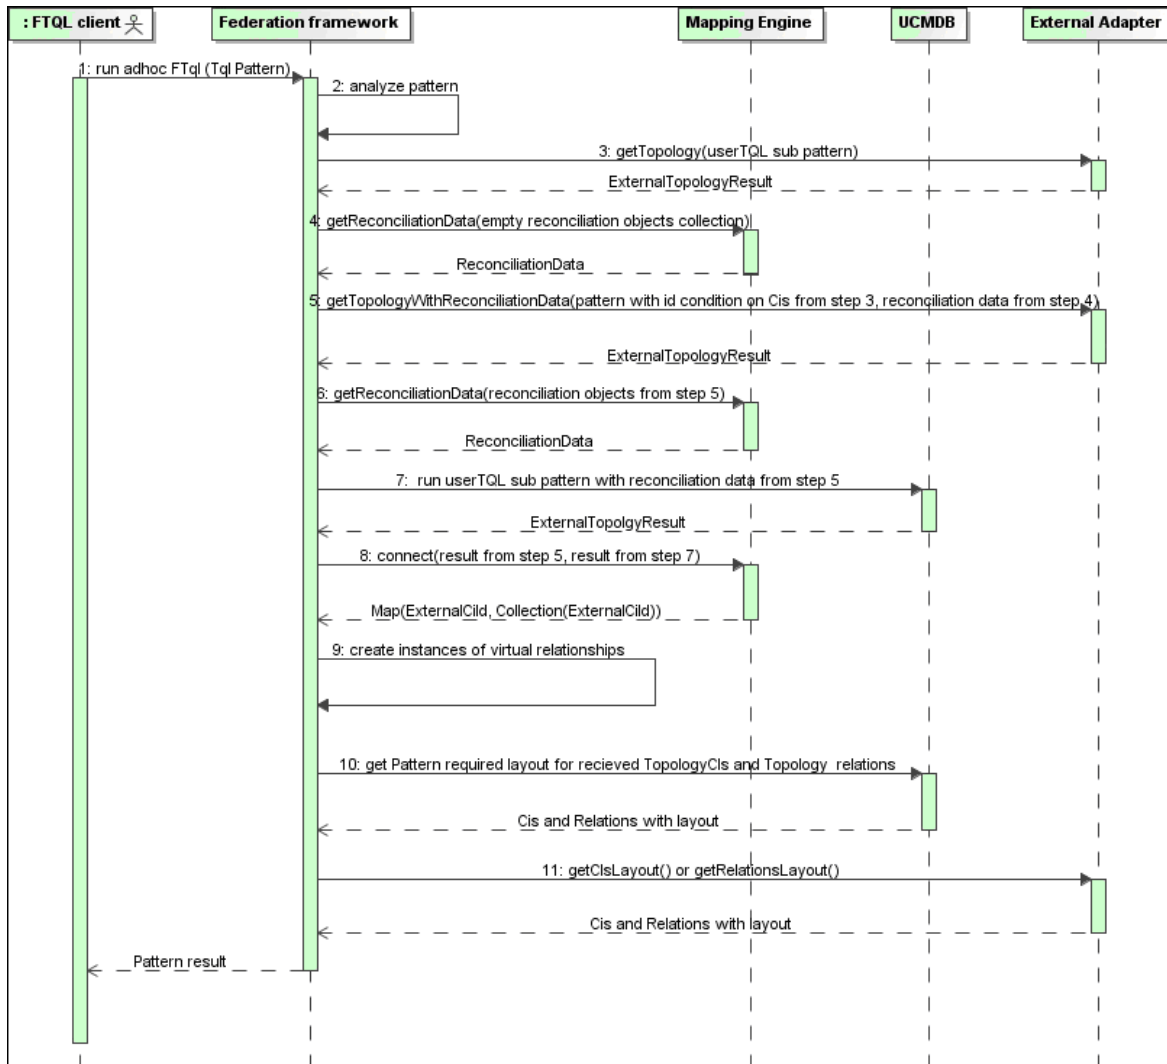 : FTQL client
Federation framework
Mapping Engine
UCMDB
External Adapter
1: run adhoc FTql (Tql Pattern)
2: analyze pattern
3: getTopology(userTQL sub pattern)
ExternalTopologyResult
4: getReconciliationData(empty reconciliation objects collection)
ReconciliationData
5: getTopologyWithReconciliationData(pattern with id condition on Cis from step 3, reconciliation data from step 4)
ExternalTopologyResult
6: getReconciliationData(reconciliation objects from step 5)
ReconciliationData
7: run userTQL sub pattern with reconciliation data from step 5
ExternalTopolgyResult
8: connect(result from step 5, result from step 7)
Map(ExternalCiId, Collection(ExternalCiId))
9: create instances of virtual relationships
10: get Pattern required layout for recieved TopologyCIs and Topology relations
Cis and Relations with layout
11: getCIsLayout() or getRelationsLayout()
Cis and Relations with layout
Pattern result